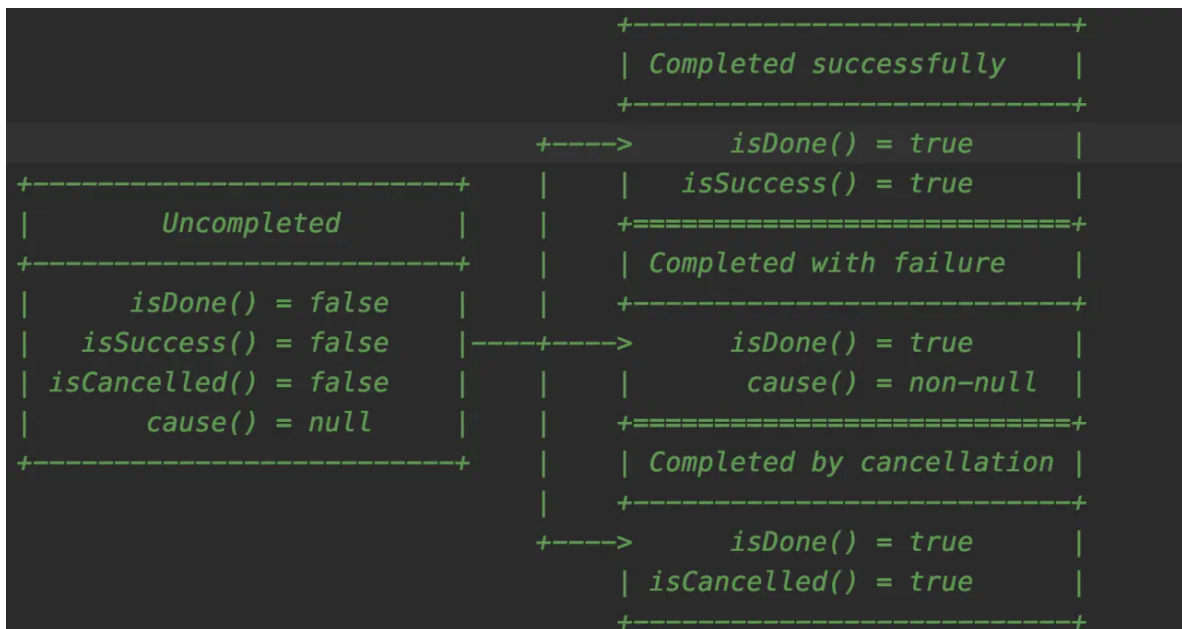 +---------------------------+
| Completed successfully    |
+---------------------------+
+---->      isDone() = true      |
+--------------------------+    |    |   isSuccess() = true      |
|        Uncompleted       |    |    +===========================+
+--------------------------+    |    | Completed with failure    |
|      isDone() = false    |    |    +---------------------------+
|   isSuccess() = false    |----+---->      isDone() = true      |
| isCancelled() = false    |    |    |       cause() = non-null  |
|       cause() = null     |    |    +===========================+
+--------------------------+    |    | Completed by cancellation |
|    +---------------------------+
+---->      isDone() = true      |
| isCancelled() = true      |
+---------------------------+